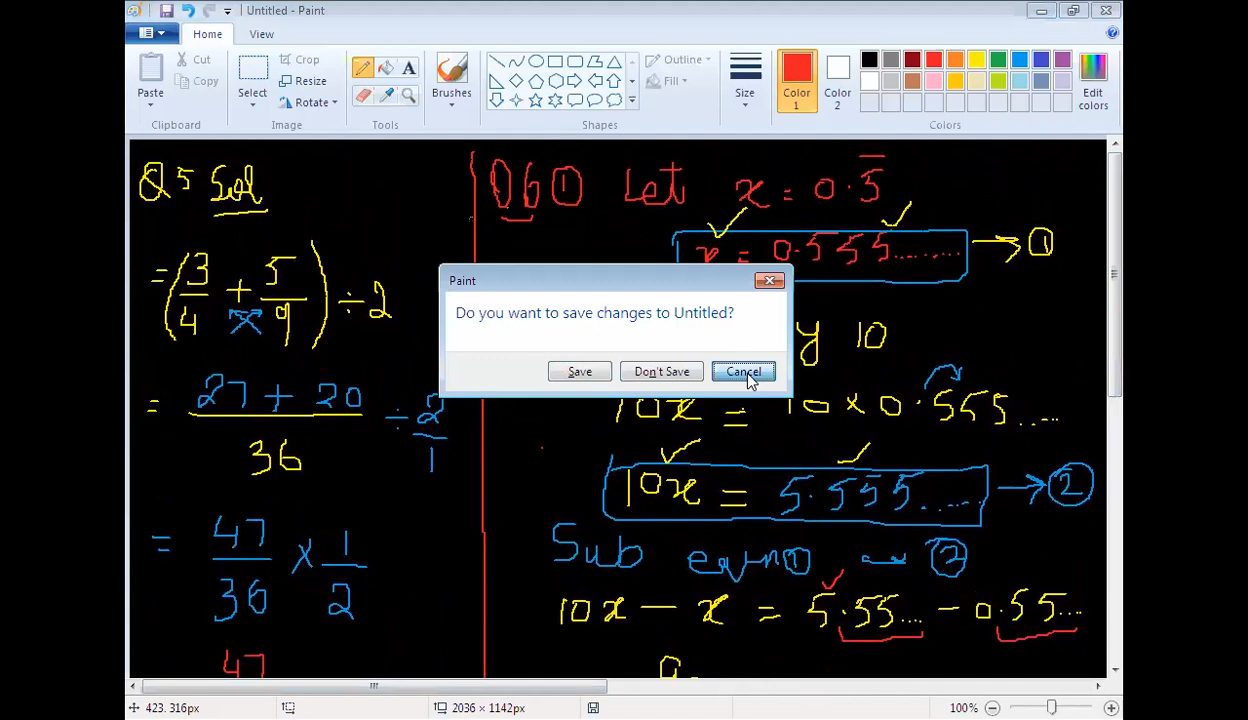 Untitled - Paint
Home View
Paste
Cut
Copy
Clipboard
Select
Crop
Resize
Rotate
Image
A
Tools
Brushes
Outline
Fill
Shapes
Size
Color 1
Color 2
Edit colors
Colors
Q 5 Sol
= (3/4 + 5/9) ÷ 2
= 27 + 20 / 36 ÷ 2/1
= 47/36 × 1/2
47
Q6 ① Let x = 0.5̅
x = 0.555....... → ①
y 10
10x = 10 × 0.555....
10x = 5.555..... → ②
Sub eqn ① — ②
10x — x = 5.55... - 0.55...
Paint
Do you want to save changes to Untitled?
Save
Don't Save
Cancel
423, 316px
2036 × 1142px
100%